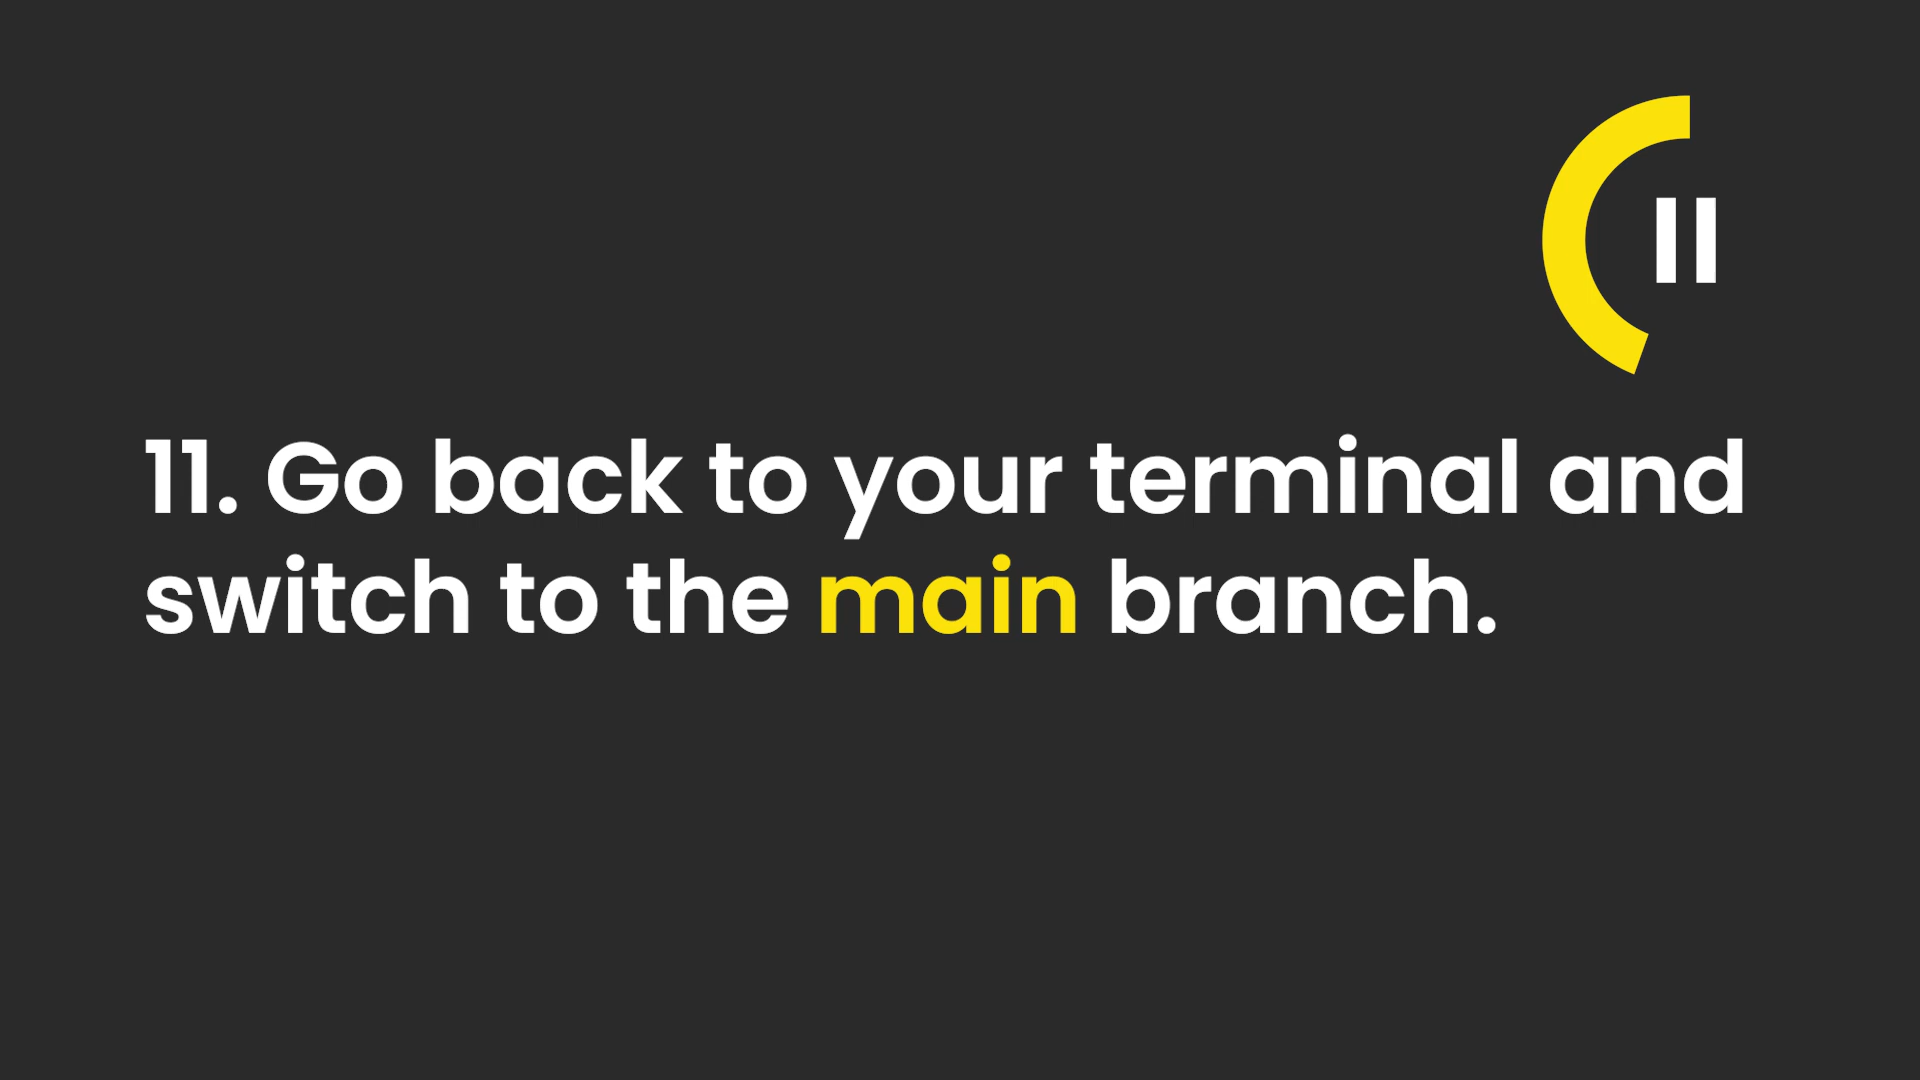 11. Go back to your terminal and
switch to the main branch.